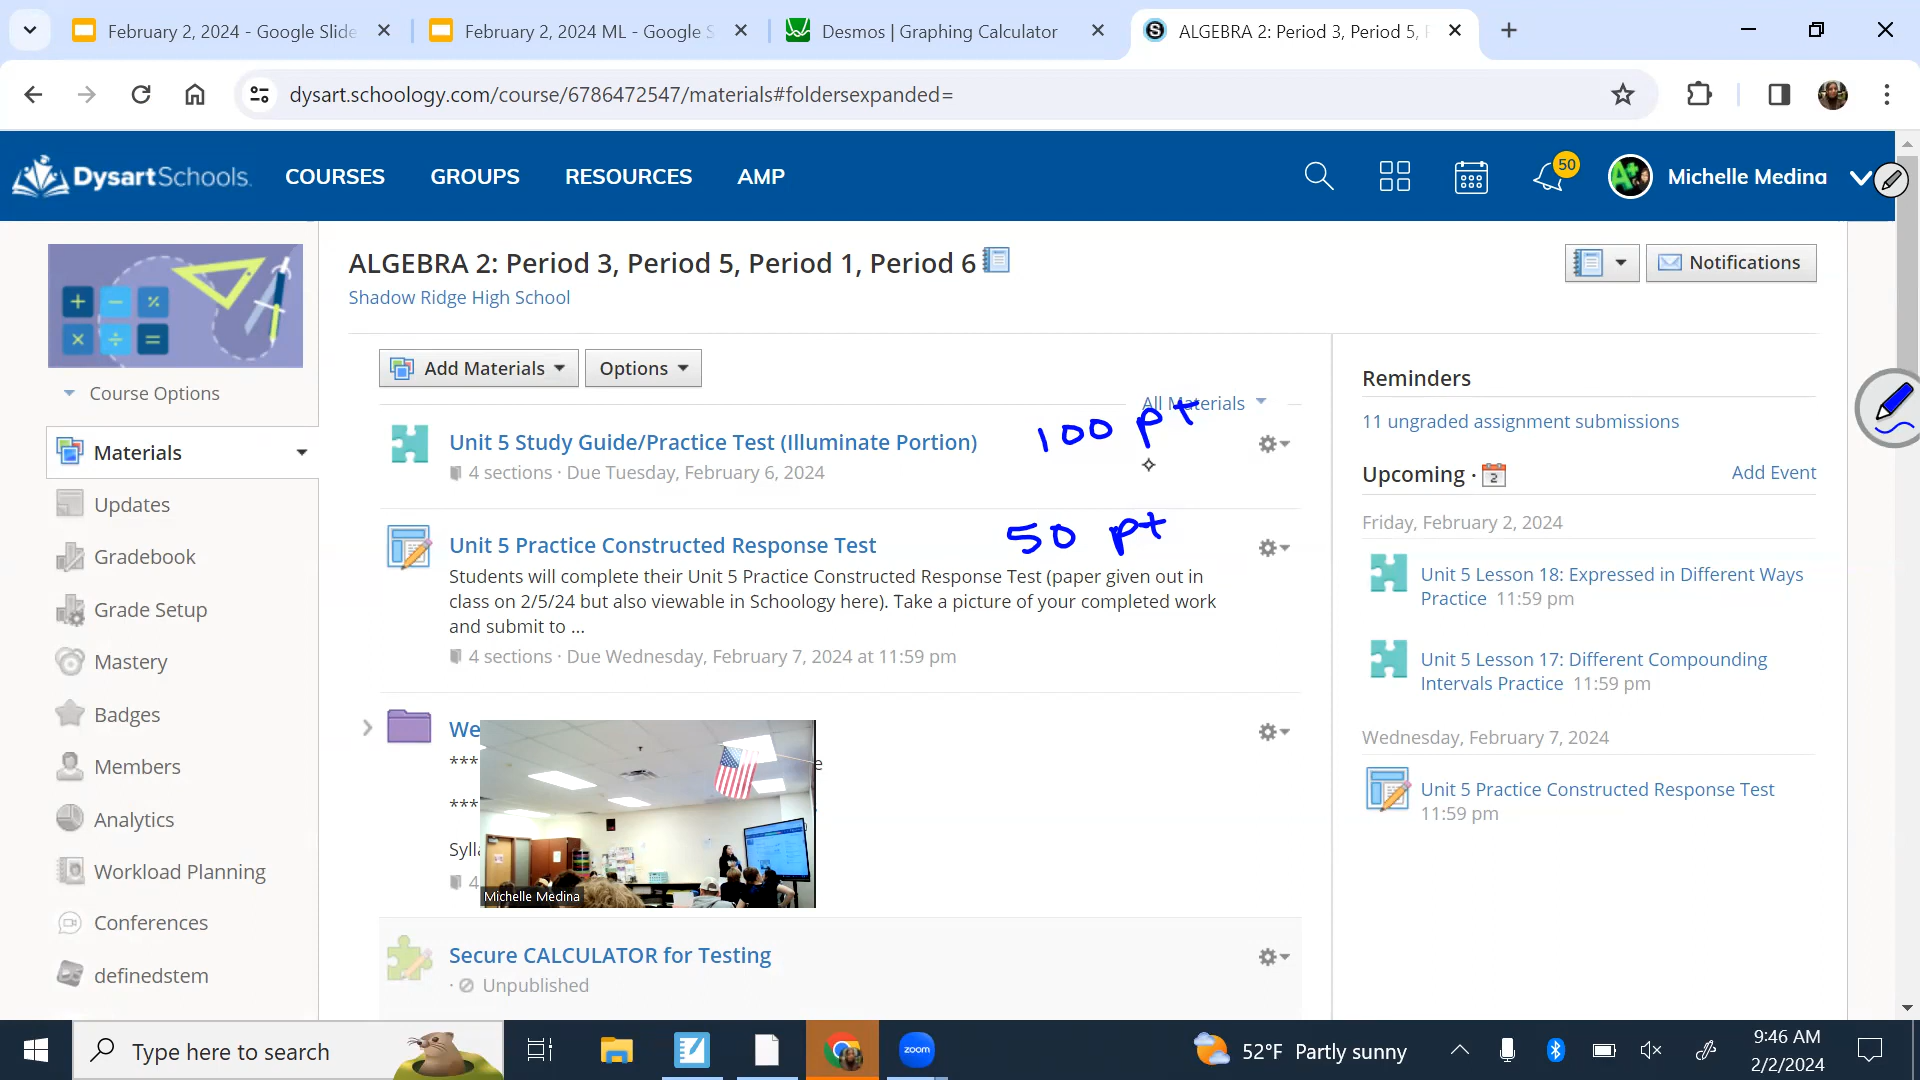 February 2, 2024 - Google Slide
February 2, 2024 ML - Google S
Desmos | Graphing Calculator
ALGEBRA 2: Period 3, Period 5,
dysart.schoology.com/course/6786472547/materials#foldersexpanded=
DysartSchools.
COURSES
GROUPS
RESOURCES
AMP
50
Michelle Medina
ALGEBRA 2: Period 3, Period 5, Period 1, Period 6
Shadow Ridge High School
Notifications
Course Options
Materials
Updates
Gradebook
Grade Setup
Mastery
Badges
Members
Analytics
Workload Planning
Conferences
definedstem
Add Materials
Options
All Materials
Unit 5 Study Guide/Practice Test (Illuminate Portion)
100 pt
4 sections · Due Tuesday, February 6, 2024
Unit 5 Practice Constructed Response Test
50 pt
Students will complete their Unit 5 Practice Constructed Response Test (paper given out in
class on 2/5/24 but also viewable in Schoology here). Take a picture of your completed work
and submit to ...
4 sections · Due Wednesday, February 7, 2024 at 11:59 pm
We
****
e
****
Sylla
4
Michelle Medina
Secure CALCULATOR for Testing
· Unpublished
Reminders
11 ungraded assignment submissions
Upcoming · 2
Add Event
Friday, February 2, 2024
Unit 5 Lesson 18: Expressed in Different Ways
Practice 11:59 pm
Unit 5 Lesson 17: Different Compounding
Intervals Practice 11:59 pm
Wednesday, February 7, 2024
Unit 5 Practice Constructed Response Test
11:59 pm
Type here to search
zoom
52°F Partly sunny
9:46 AM
2/2/2024